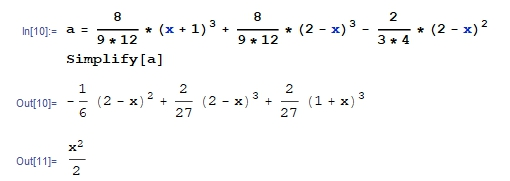 In[10]:= a = 8/(9 * 12) * (x + 1)^3 + 8/(9 * 12) * (2 - x)^3 - 2/(3 * 4) * (2 - x)^2
Simplify[a]
Out[10]= - 1/6 (2 - x)^2 + 2/27 (2 - x)^3 + 2/27 (1 + x)^3
Out[11]= x^2/2